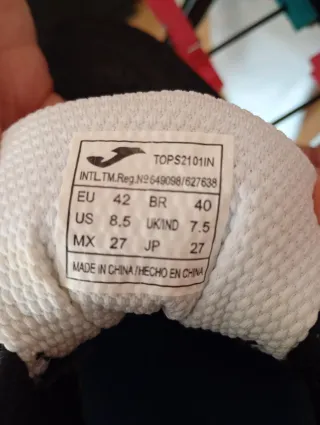 TOPS2101IN
INTL.TM.Reg.Nº649098/627638
EU 42 BR 40
US 8.5 UK\IND 7.5
MX 27 JP 27
MADE IN CHINA/HECHO EN CHINA